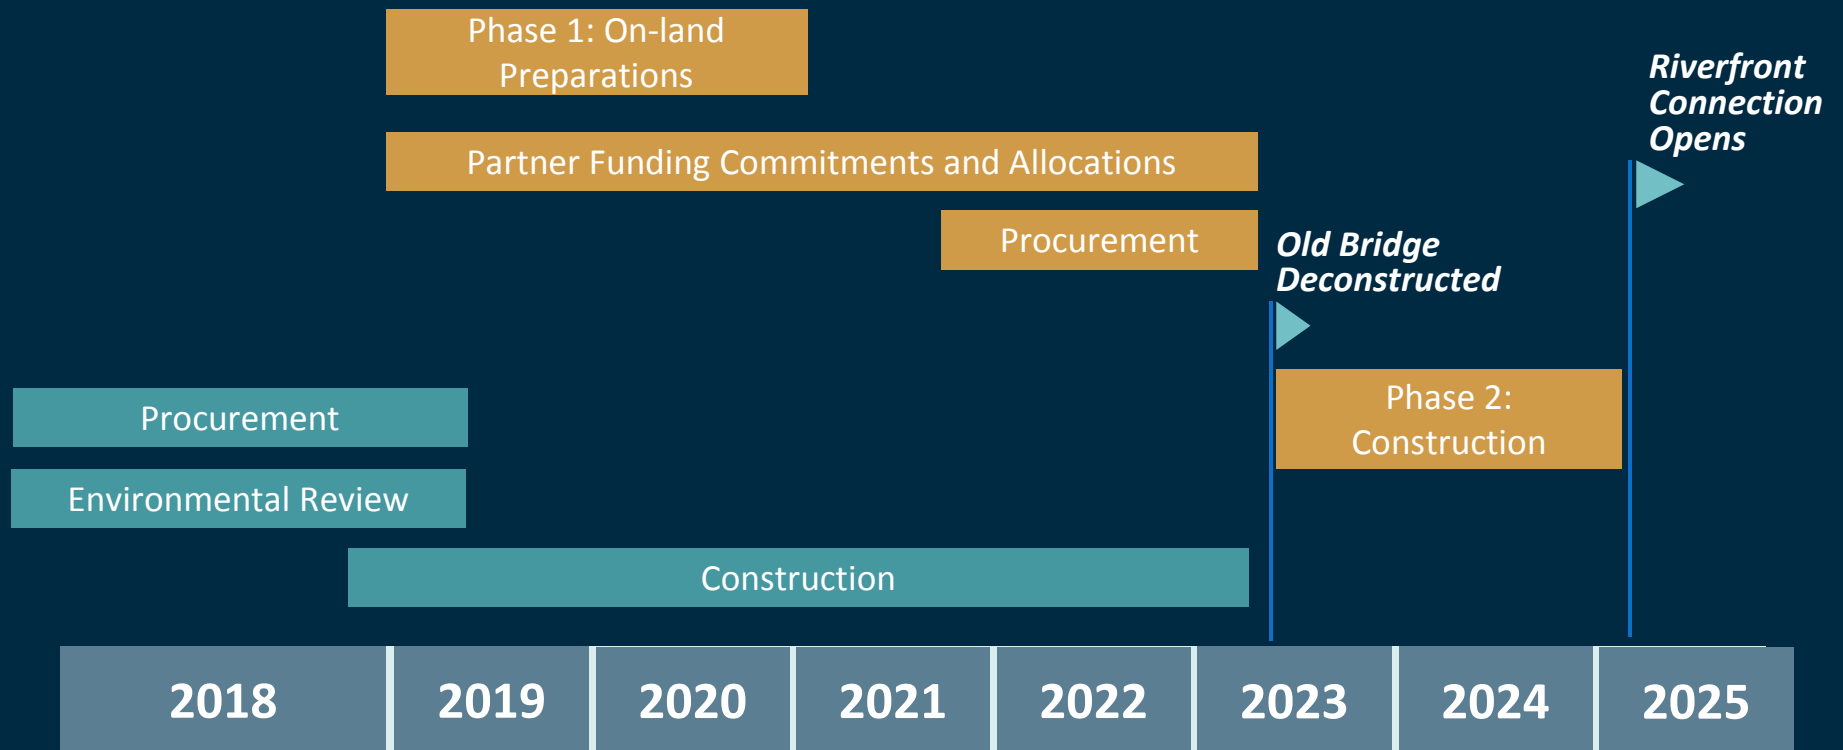 Phase 1: On-land
Preparations
Riverfront
Connection
Opens
Partner Funding Commitments and Allocations
Procurement
Old Bridge
Deconstructed
Phase 2:
Construction
Procurement
Environmental Review
Construction
2018
2019
2020
2021
2022
2023
2024
2025